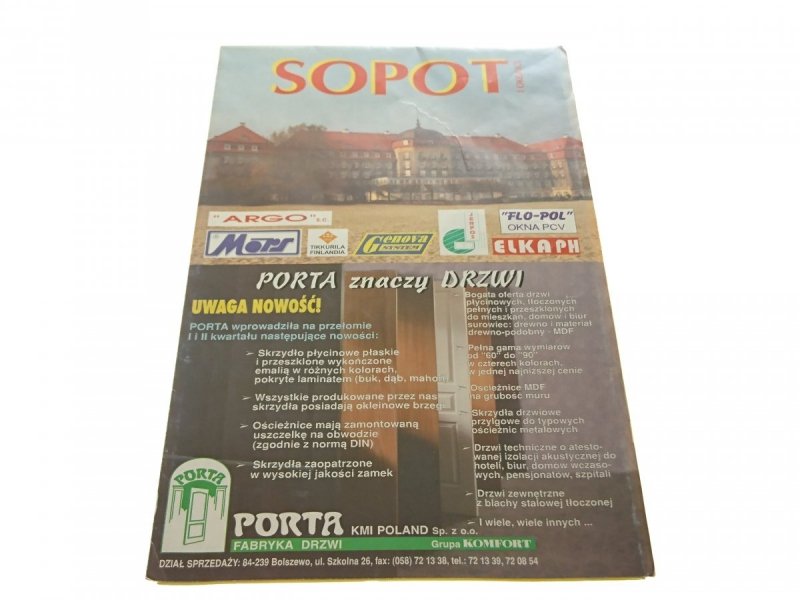 SOPOT
"ARGO" s.c.
Mors
TIKKURILA
FINLANDIA
Genova
SYSTEM
JERPOL
"FLO-POL"
OKNA PCV
ELKA PH
PORTA znaczy DRZWI
UWAGA NOWOŚĆ!
PORTA wprowadziła na przełomie
I i II kwartału następujące nowości:
Skrzydło płycinowe płaskie
i przeszklone wykończone
emalią w różnych kolorach,
pokryte laminatem (buk, dąb, mahoń
Wszystkie produkowane przez nas
skrzydła posiadają okleinowe brzegi
Ościeżnice mają zamontowaną
uszczelkę na obwodzie
(zgodnie z normą DIN)
Skrzydła zaopatrzone
w wysokiej jakości zamek
Bogata oferta drzwi
płycinowych, tłoczonych
pełnych i przeszklonych
do mieszkań, domów i biur
surowiec: drewno i materiał
drewno-podobny - MDF
Pełna gama wymiarów
od "60" do "90"
w czterech kolorach,
w jednej najniższej cenie
Ościeżnice MDF
na grubość muru
Skrzydła drzwiowe
przylgowe do typowych
ościeżnic metalowych
Drzwi techniczne o atesto-
wanej izolacji akustycznej do
hoteli, biur, domów wczaso-
wych, pensjonatów, szpitali
Drzwi zewnętrzne
z blachy stalowej tłoczonej
I wiele, wiele innych ...
PORTA
PORTA KMI POLAND Sp. z o.o.
FABRYKA DRZWI Grupa KOMFORT
DZIAŁ SPRZEDAŻY: 84-239 Bolszewo, ul. Szkolna 26, fax: (058) 72 13 38, tel.: 72 13 39, 72 08 54